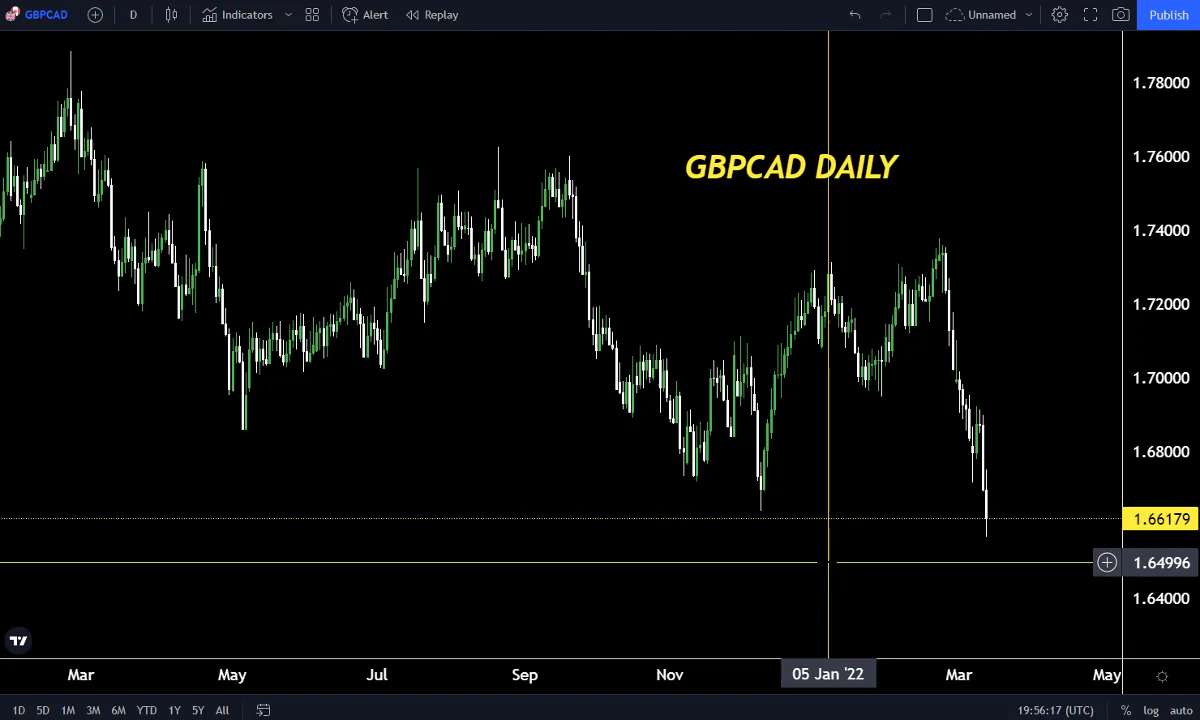 GBPCAD D Indicators Alert Replay Unnamed Publish
GBPCAD DAILY
1.78000
1.76000
1.74000
1.72000
1.70000
1.68000
1.66179
1.64996
1.64000
Mar May Jul Sep Nov 05 Jan '22 Mar May
1D 5D 1M 3M 6M YTD 1Y 5Y All 19:56:17 (UTC) % log auto